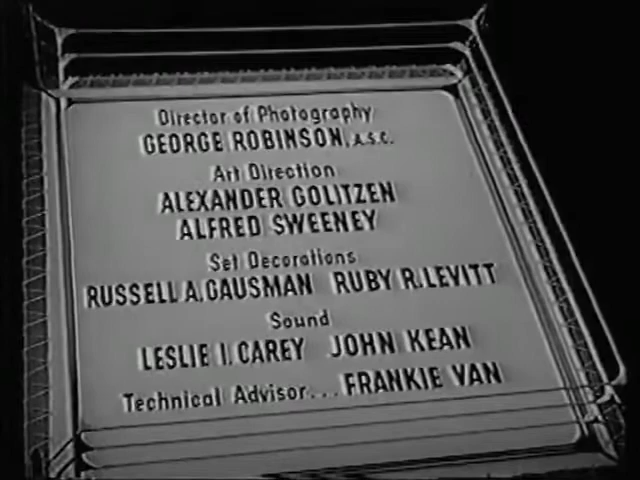 Director of Photography
GEORGE ROBINSON, A.S.C.
Art Direction
ALEXANDER GOLITZEN
ALFRED SWEENEY
Set Decorations
RUSSELL A. GAUSMAN RUBY R. LEVITT
Sound
LESLIE I. CAREY JOHN KEAN
Technical Advisor... FRANKIE VAN